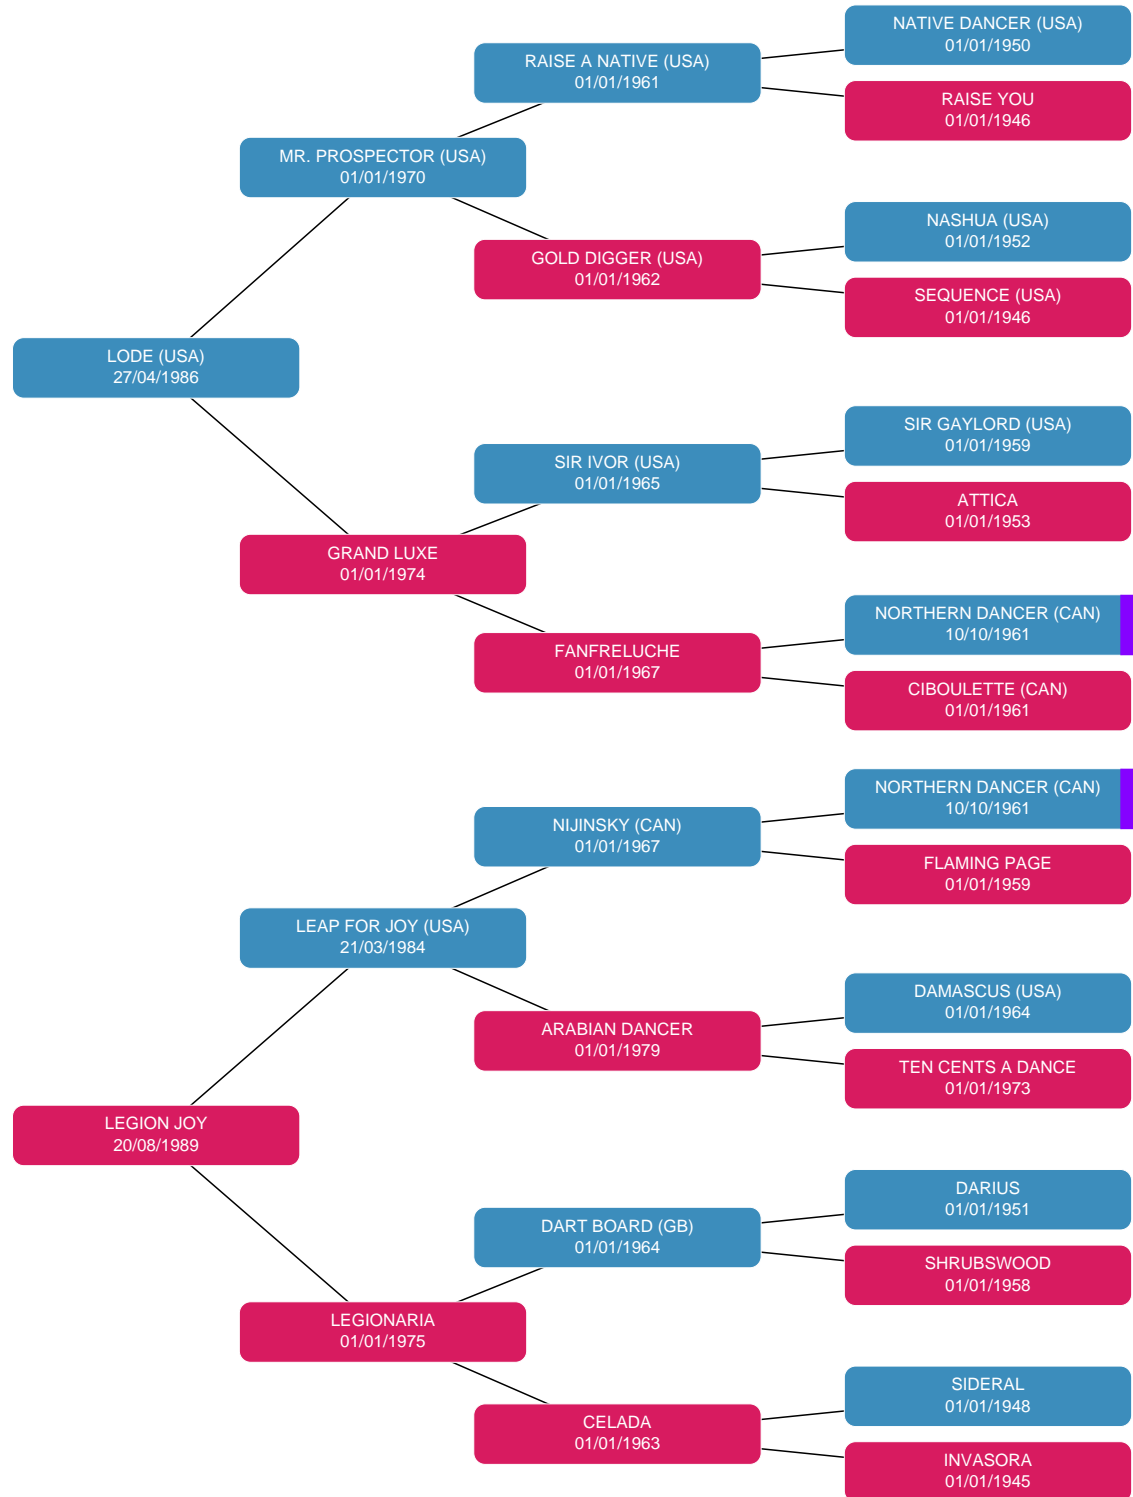 NATIVE DANCER (USA)
01/01/1950
RAISE A NATIVE (USA)
01/01/1961
RAISE YOU
01/01/1946
MR. PROSPECTOR (USA)
01/01/1970
NASHUA (USA)
01/01/1952
GOLD DIGGER (USA)
01/01/1962
SEQUENCE (USA)
01/01/1946
LODE (USA)
27/04/1986
SIR GAYLORD (USA)
01/01/1959
SIR IVOR (USA)
01/01/1965
ATTICA
01/01/1953
GRAND LUXE
01/01/1974
NORTHERN DANCER (CAN)
10/10/1961
FANFRELUCHE
01/01/1967
CIBOULETTE (CAN)
01/01/1961
NORTHERN DANCER (CAN)
10/10/1961
NIJINSKY (CAN)
01/01/1967
FLAMING PAGE
01/01/1959
LEAP FOR JOY (USA)
21/03/1984
DAMASCUS (USA)
01/01/1964
ARABIAN DANCER
01/01/1979
TEN CENTS A DANCE
01/01/1973
LEGION JOY
20/08/1989
DARIUS
01/01/1951
DART BOARD (GB)
01/01/1964
SHRUBSWOOD
01/01/1958
LEGIONARIA
01/01/1975
SIDERAL
01/01/1948
CELADA
01/01/1963
INVASORA
01/01/1945